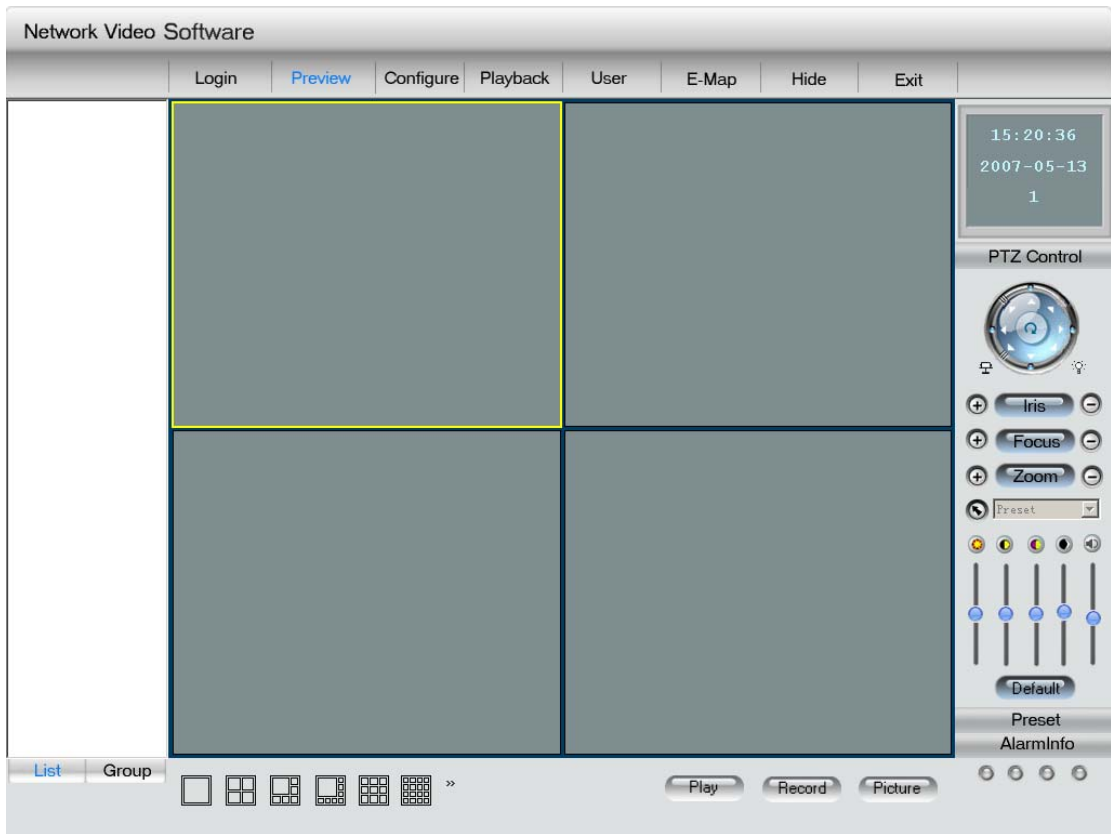 Network Video Software
Login Preview Configure Playback User E-Map Hide Exit
15:20:36
2007-05-13
1
PTZ Control
Iris
Focus
Zoom
Preset
Default
Preset
AlarmInfo
List Group
»
Play Record Picture